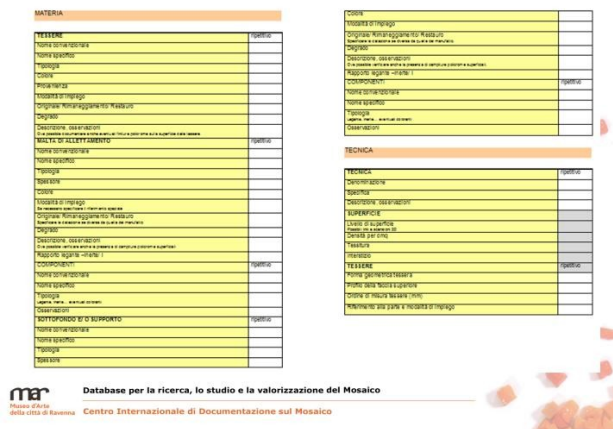 MATERIA
TESSERE ripetitivo
Nome convenzionale
Nome specifico
Tipologia
Colore
Provenienza
Modalità di impiego
Originale/ Rimaneggiamento/ Restauro
Degrado
Descrizione, osservazioni
MALTA DI ALLETTAMENTO ripetitivo
Nome convenzionale
Nome specifico
Tipologia
Spessore
Colore
Modalità di impiego
Originale/ Rimaneggiamento/ Restauro
Degrado
Descrizione, osservazioni
Rapporto legante –inerte/ i
COMPONENTI ripetitivo
Nome convenzionale
Nome specifico
Tipologia
Osservazioni
SOTTOFONDO E/ O SUPPORTO ripetitivo
Nome convenzionale
Nome specifico
Tipologia
Spessore
Colore
Modalità di impiego
Originale/ Rimaneggiamento/ Restauro
Degrado
Descrizione, osservazioni
Rapporto legante –inerte/ i
COMPONENTI ripetitivo
Nome convenzionale
Nome specifico
Tipologia
Osservazioni
TECNICA
TECNICA ripetitivo
Denominazione
Specifica
Descrizione, osservazioni
SUPERFICIE
Livello di superficie
Densità per cmq
Tessitura
Interstizio
TESSERE ripetitivo
Forma geometrica tessera
Profilo della faccia superiore
Ordine di misura tessere (mm)
Riferimento alla parte e modalità di impiego
mar
Museo d'Arte
della città di Ravenna
Database per la ricerca, lo studio e la valorizzazione del Mosaico
Centro Internazionale di Documentazione sul Mosaico